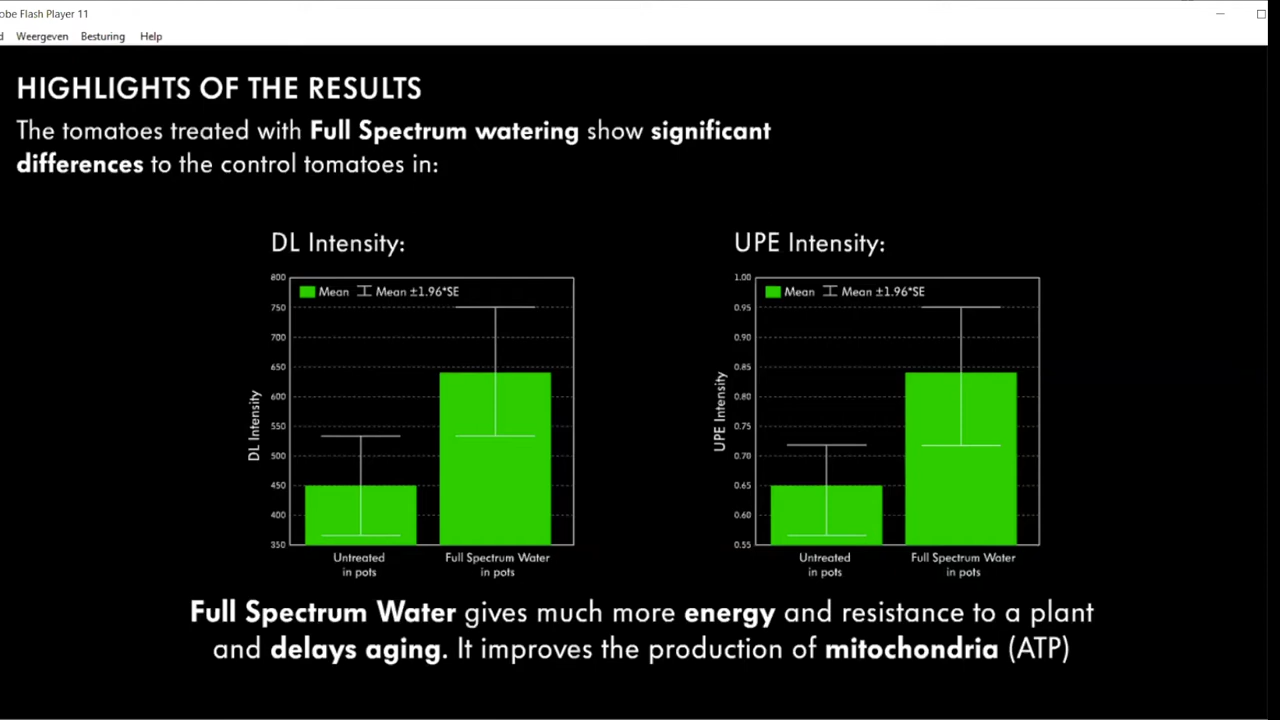 obe Flash Player 11
d Weergeven Besturing Help
HIGHLIGHTS OF THE RESULTS
The tomatoes treated with Full Spectrum watering show significant
differences to the control tomatoes in:
DL Intensity:
800
750
700
650
600
550
500
450
400
350
DL Intensity
Mean Mean ±1.96*SE
Untreated
in pots
Full Spectrum Water
in pots
UPE Intensity:
1.00
0.95
0.90
0.85
0.80
0.75
0.70
0.65
0.60
0.55
UPE Intensity
Mean Mean ±1.96*SE
Untreated
in pots
Full Spectrum Water
in pots
Full Spectrum Water gives much more energy and resistance to a plant
and delays aging. It improves the production of mitochondria (ATP)